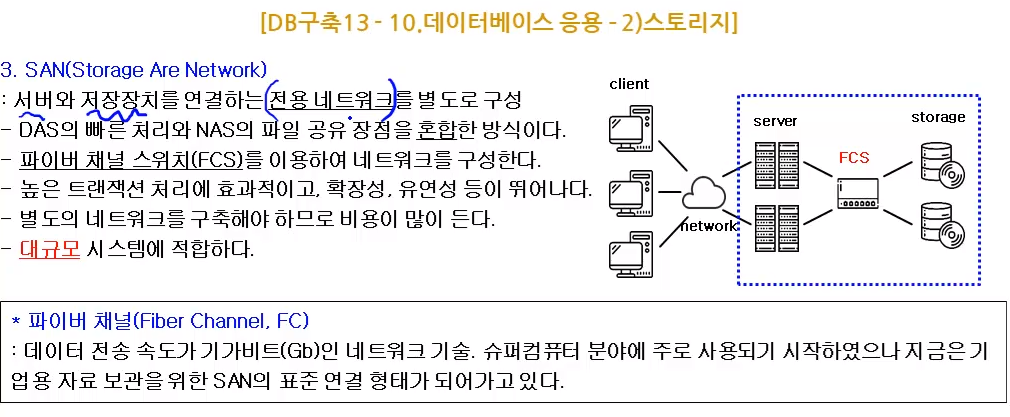 [DB구축13 - 10.데이터베이스 응용 - 2)스토리지]
3. SAN(Storage Are Network)
: 서버와 저장장치를 연결하는 전용 네트워크를 별도로 구성
- DAS의 빠른 처리와 NAS의 파일 공유 장점을 혼합한 방식이다.
- 파이버 채널 스위치(FCS)를 이용하여 네트워크를 구성한다.
- 높은 트랜잭션 처리에 효과적이고, 확장성, 유연성 등이 뛰어나다.
- 별도의 네트워크를 구축해야 하므로 비용이 많이 든다.
- 대규모 시스템에 적합하다.
client
server
storage
FCS
network
* 파이버 채널(Fiber Channel, FC)
: 데이터 전송 속도가 기가비트(Gb)인 네트워크 기술. 슈퍼컴퓨터 분야에 주로 사용되기 시작하였으나 지금은 기
업용 자료 보관을 위한 SAN의 표준 연결 형태가 되어가고 있다.